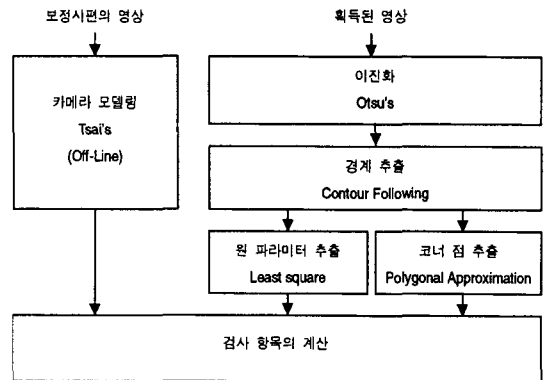 보정시편의 영상
획득된 영상
카메라 모델링
Tsai's
(Off-Line)
이진화
Otsu's
경계 추출
Contour Following
원 파라미터 추출
Least square
코너 점 추출
Polygonal Approximation
검사 항목의 계산